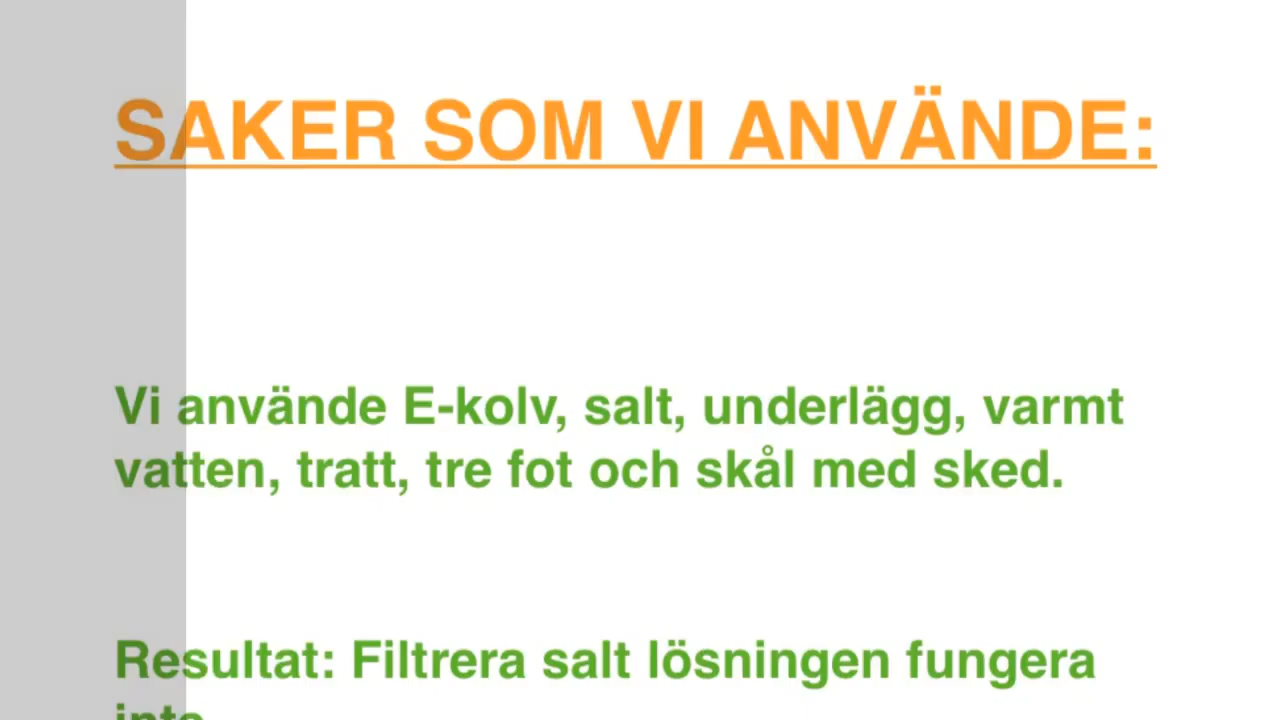 SAKER SOM VI ANVÄNDE:
Vi använde E-kolv, salt, underlägg, varmt
vatten, tratt, tre fot och skål med sked.
Resultat: Filtrera salt lösningen fungera
inte